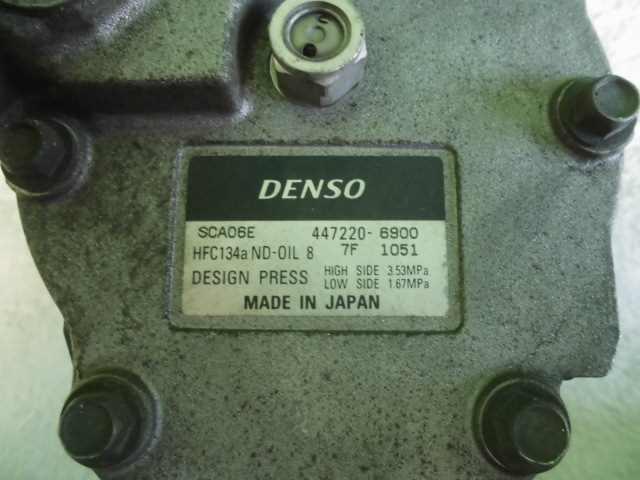 DENSO
SCA06E 447220-6900
HFC134a ND-OIL 8 7F 1051
DESIGN PRESS HIGH SIDE 3.53MPa
LOW SIDE 1.67MPa
MADE IN JAPAN